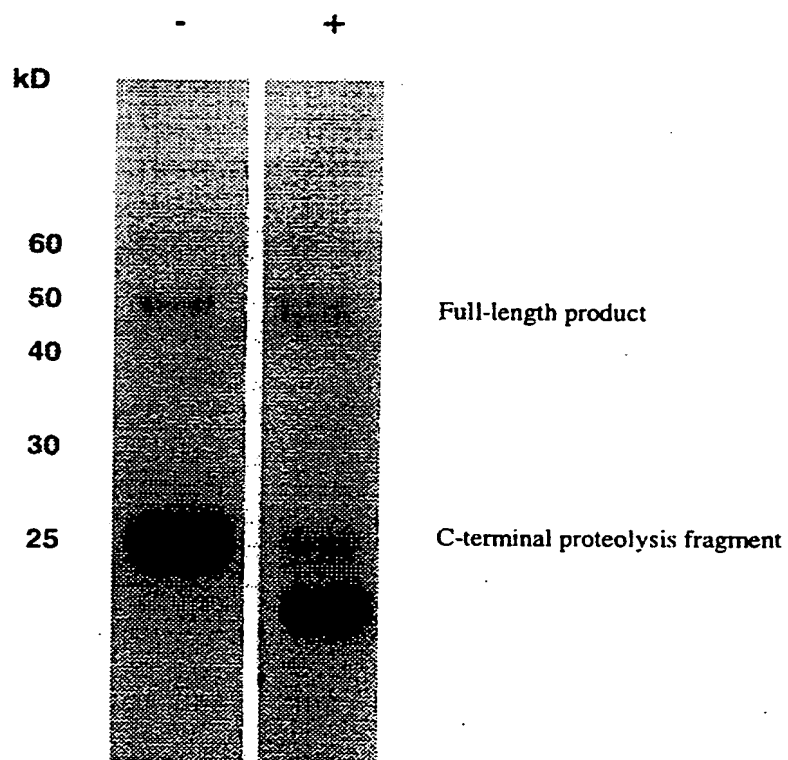 - +
kD
60
50 Full-length product
40
30
25 C-terminal proteolysis fragment